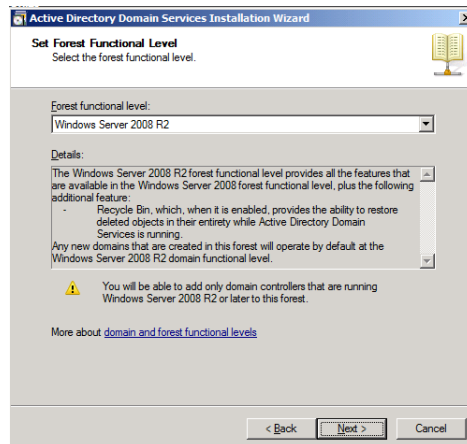 Active Directory Domain Services Installation Wizard
Set Forest Functional Level
Select the forest functional level.
Forest functional level:
Windows Server 2008 R2
Details:
The Windows Server 2008 R2 forest functional level provides all the features that
are available in the Windows Server 2008 forest functional level, plus the following
additional feature:
- Recycle Bin, which, when it is enabled, provides the ability to restore
deleted objects in their entirety while Active Directory Domain
Services is running.
Any new domains that are created in this forest will operate by default at the
Windows Server 2008 R2 domain functional level.
You will be able to add only domain controllers that are running
Windows Server 2008 R2 or later to this forest.
More about domain and forest functional levels
< Back Next > Cancel